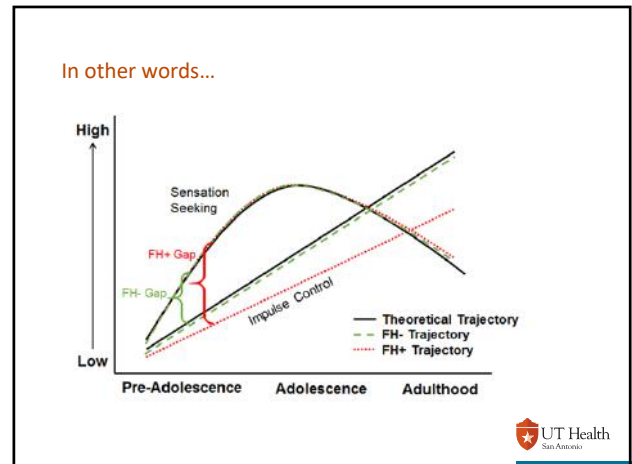 In other words...
High
Sensation
Seeking
FH+ Gap
FH- Gap
Impulse Control
Theoretical Trajectory
FH- Trajectory
FH+ Trajectory
Low
Pre-Adolescence Adolescence Adulthood
UT Health
San Antonio